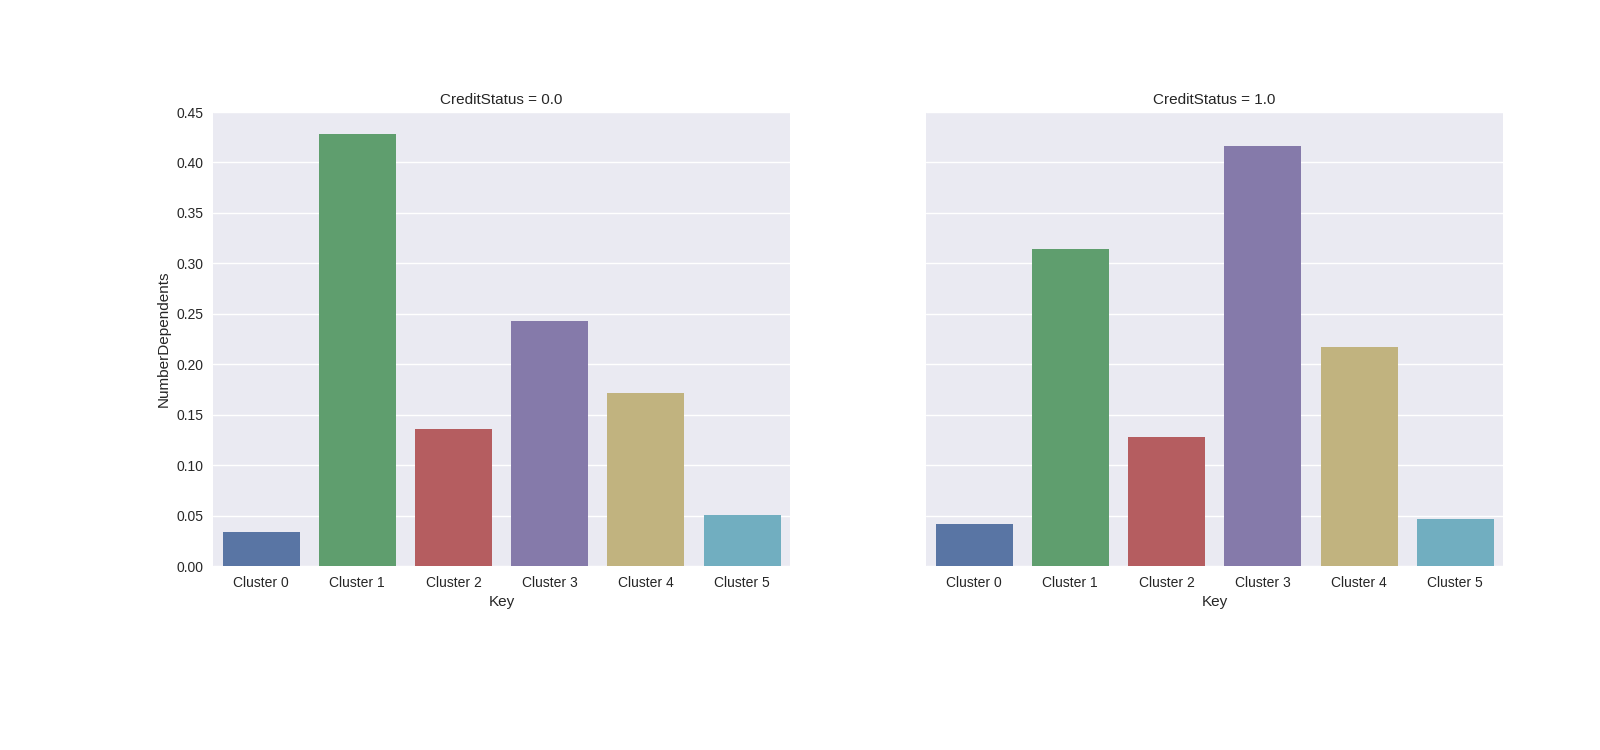 CreditStatus = 0.0
CreditStatus = 1.0
NumberDependents
0.45
0.40
0.35
0.30
0.25
0.20
0.15
0.10
0.05
0.00
Cluster 0 Cluster 1 Cluster 2 Cluster 3 Cluster 4 Cluster 5
Key
Cluster 0 Cluster 1 Cluster 2 Cluster 3 Cluster 4 Cluster 5
Key